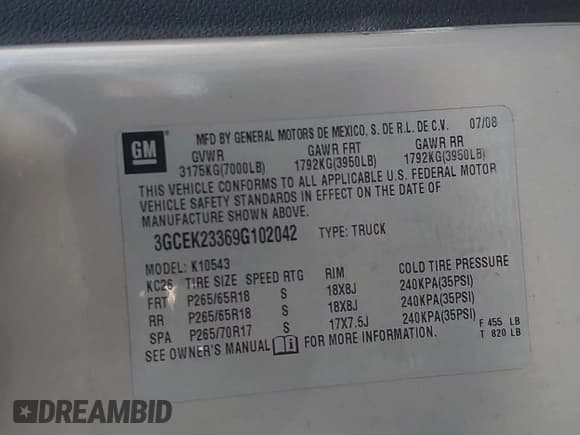 GM
MFD BY GENERAL MOTORS DE MEXICO, S. DE R.L. DE C.V. 07/08
GVWR GAWR FRT GAWR RR
3175KG(7000LB) 1792KG(3950LB) 1792KG(3950LB)
THIS VEHICLE CONFORMS TO ALL APPLICABLE U.S. FEDERAL MOTOR
VEHICLE SAFETY STANDARDS IN EFFECT ON THE DATE OF
MANUFACTURE SHOWN ABOVE.
3GCEK23369G102042 TYPE: TRUCK
MODEL: K10543
KC26 TIRE SIZE SPEED RTG RIM COLD TIRE PRESSURE
FRT P265/65R18 S 18X8J 240KPA(35PSI)
RR P265/65R18 S 18X8J 240KPA(35PSI)
SPA P265/70R17 S 17X7.5J 240KPA(35PSI)
SEE OWNER'S MANUAL FOR MORE INFORMATION.
F 455 LB
T 820 LB
DREAMBID